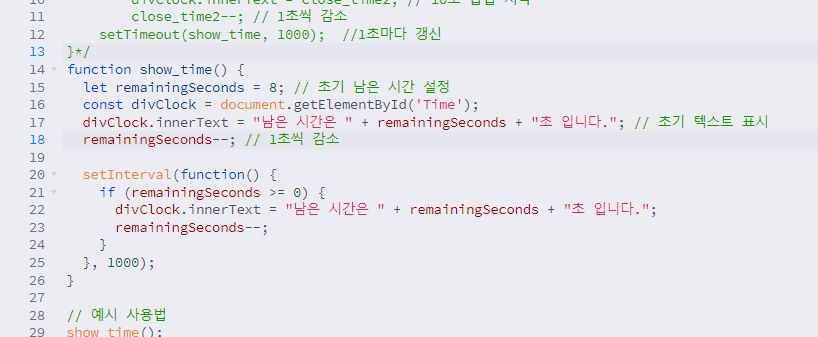 10 divClock.innerText = close_time2; // 10초 팝업 시작
11 close_time2--; // 1초씩 감소
12 setTimeout(show_time, 1000); //1초마다 갱신
13 }*/
14 function show_time() {
15 let remainingSeconds = 8; // 초기 남은 시간 설정
16 const divClock = document.getElementById('Time');
17 divClock.innerText = "남은 시간은 " + remainingSeconds + "초 입니다."; // 초기 텍스트 표시
18 remainingSeconds--; // 1초씩 감소
19
20 setInterval(function() {
21 if (remainingSeconds >= 0) {
22 divClock.innerText = "남은 시간은 " + remainingSeconds + "초 입니다.";
23 remainingSeconds--;
24 }
25 }, 1000);
26 }
27
28 // 예시 사용법
29 show_time();